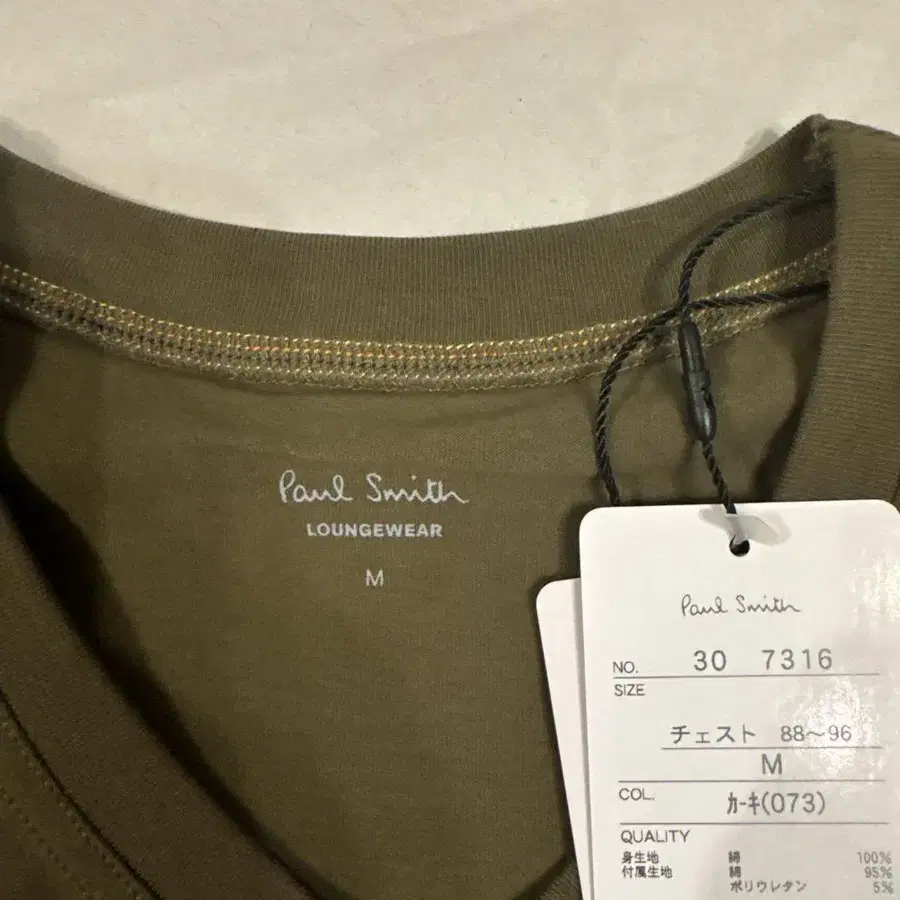 Paul Smith
LOUNGEWEAR
M
Paul Smith
NO. 30 7316
SIZE
チェスト 88~96
M
COL. カーキ(073)
QUALITY
身生地 綿 100%
付属生地 綿 95%
ポリウレタン 5%